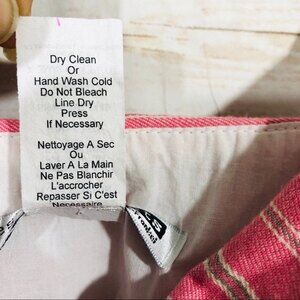 Dry Clean
Or
Hand Wash Cold
Do Not Bleach
Line Dry
Press
If Necessary
Nettoyage A Sec
Ou
Laver A La Main
Ne Pas Blanchir
L'accrocher
Repasser Si C'est
Necessaire